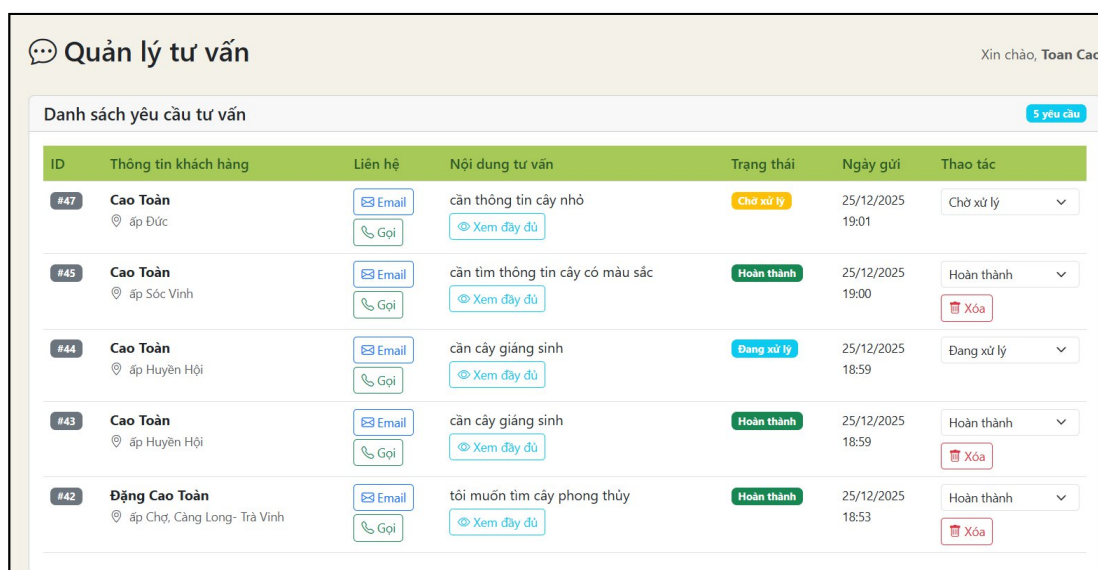 Quản lý tư vấn
Xin chào, Toan Cao
Danh sách yêu cầu tư vấn
5 yêu cầu
ID Thông tin khách hàng Liên hệ Nội dung tư vấn Trạng thái Ngày gửi Thao tác
#47 Cao Toàn Email cần thông tin cây nhỏ Chờ xử lý 25/12/2025 Chờ xử lý
ấp Đức Gọi Xem đầy đủ 19:01
#45 Cao Toàn Email cần tìm thông tin cây có màu sắc Hoàn thành 25/12/2025 Hoàn thành
ấp Sóc Vinh Gọi Xem đầy đủ 19:00 Xóa
#44 Cao Toàn Email cần cây giáng sinh Đang xử lý 25/12/2025 Đang xử lý
ấp Huyền Hội Gọi Xem đầy đủ 18:59
#43 Cao Toàn Email cần cây giáng sinh Hoàn thành 25/12/2025 Hoàn thành
ấp Huyền Hội Gọi Xem đầy đủ 18:59 Xóa
#42 Đặng Cao Toàn Email tôi muốn tìm cây phong thủy Hoàn thành 25/12/2025 Hoàn thành
ấp Chợ, Càng Long- Trà Vinh Gọi Xem đầy đủ 18:53 Xóa